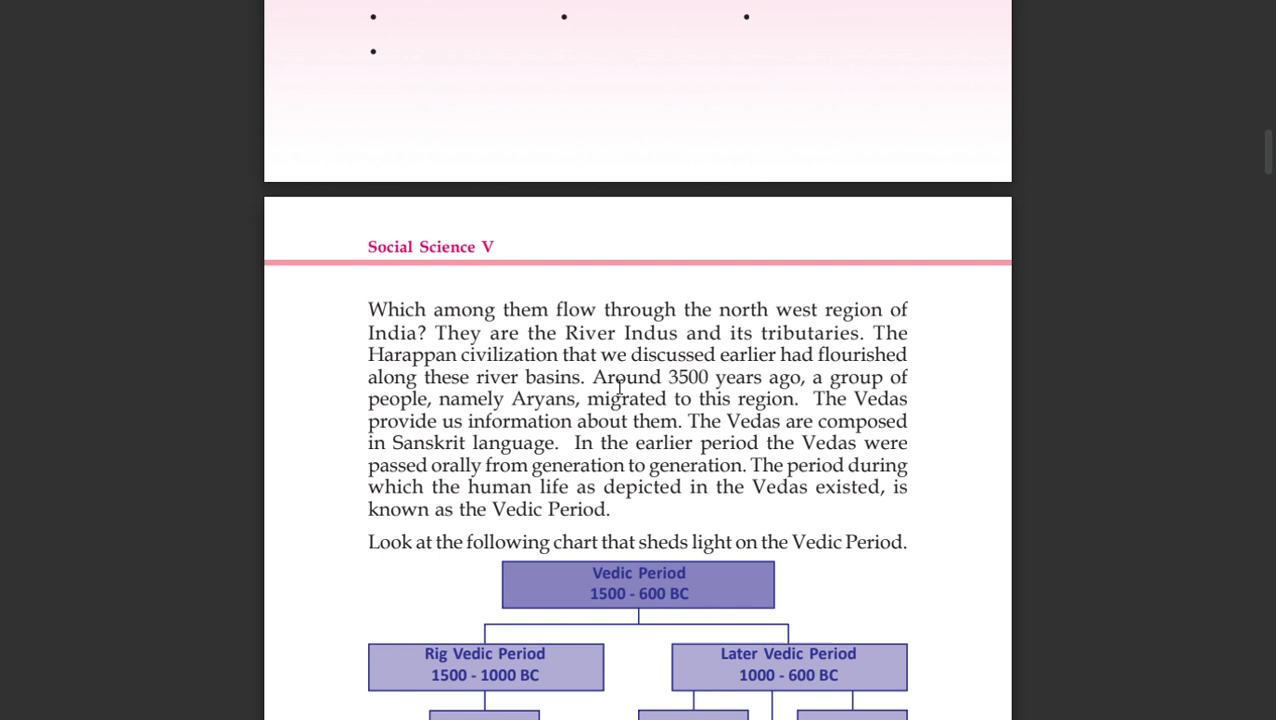 Social Science V
Which among them flow through the north west region of
India? They are the River Indus and its tributaries. The
Harappan civilization that we discussed earlier had flourished
along these river basins. Around 3500 years ago, a group of
people, namely Aryans, migrated to this region. The Vedas
provide us information about them. The Vedas are composed
in Sanskrit language. In the earlier period the Vedas were
passed orally from generation to generation. The period during
which the human life as depicted in the Vedas existed, is
known as the Vedic Period.
Look at the following chart that sheds light on the Vedic Period.
Vedic Period
1500 - 600 BC
Rig Vedic Period
1500 - 1000 BC
Later Vedic Period
1000 - 600 BC